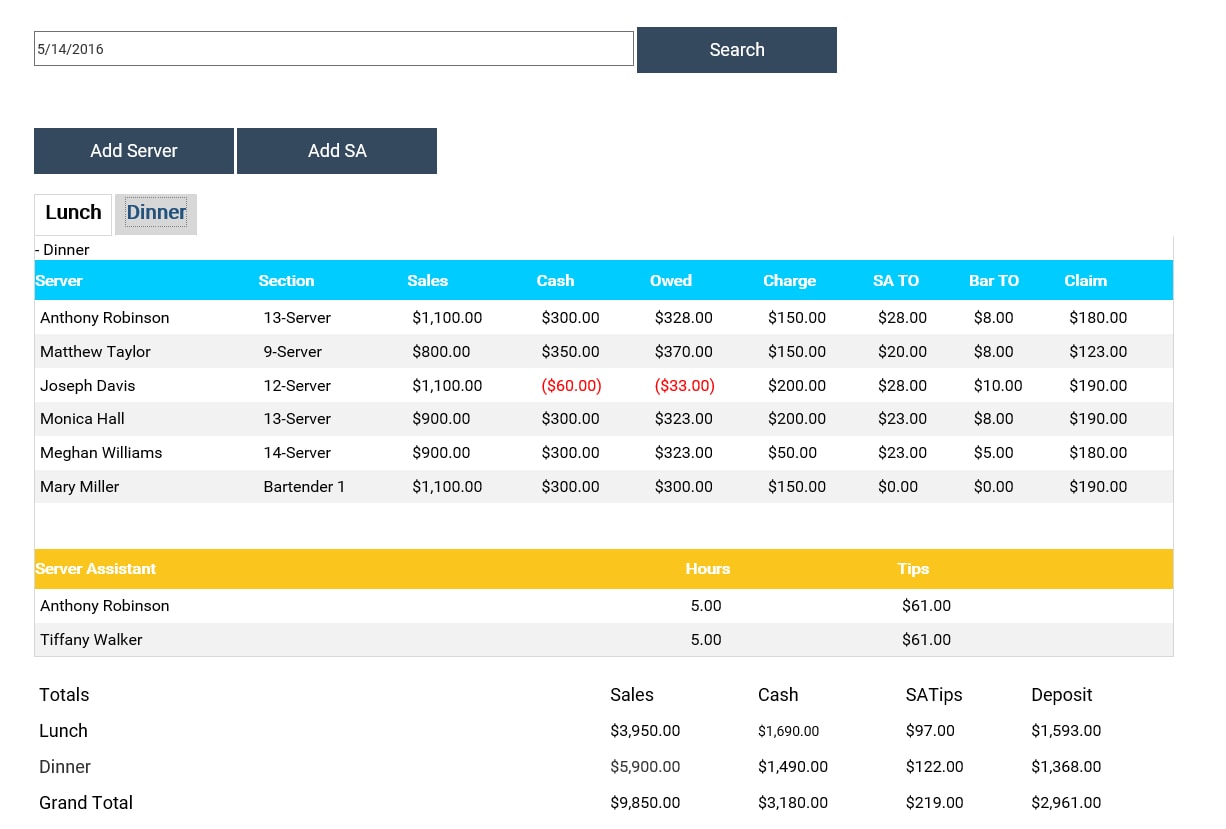 5/14/2016 Search
Add Server Add SA
Lunch Dinner
- Dinner
Server Section Sales Cash Owed Charge SA TO Bar TO Claim
Anthony Robinson 13-Server $1,100.00 $300.00 $328.00 $150.00 $28.00 $8.00 $180.00
Matthew Taylor 9-Server $800.00 $350.00 $370.00 $150.00 $20.00 $8.00 $123.00
Joseph Davis 12-Server $1,100.00 ($60.00) ($33.00) $200.00 $28.00 $10.00 $190.00
Monica Hall 13-Server $900.00 $300.00 $323.00 $200.00 $23.00 $8.00 $190.00
Meghan Williams 14-Server $900.00 $300.00 $323.00 $50.00 $23.00 $5.00 $180.00
Mary Miller Bartender 1 $1,100.00 $300.00 $300.00 $150.00 $0.00 $0.00 $190.00
Server Assistant Hours Tips
Anthony Robinson 5.00 $61.00
Tiffany Walker 5.00 $61.00
Totals Sales Cash SATips Deposit
Lunch $3,950.00 $1,690.00 $97.00 $1,593.00
Dinner $5,900.00 $1,490.00 $122.00 $1,368.00
Grand Total $9,850.00 $3,180.00 $219.00 $2,961.00